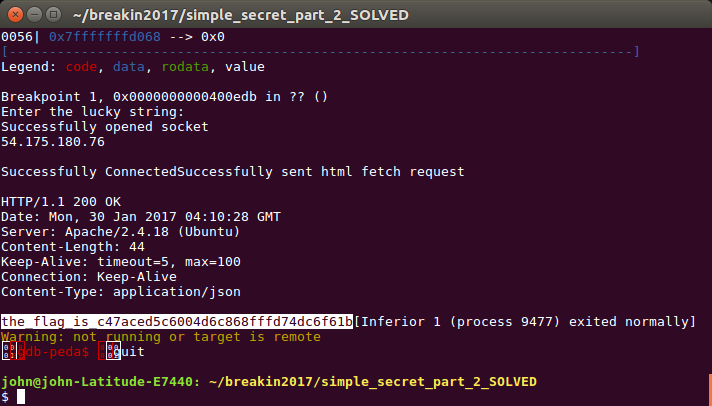 ~/breakin2017/simple_secret_part_2_SOLVED
0056| 0x7fffffffd068 --> 0x0
[------------------------------------------------------------------------------]
Legend: code, data, rodata, value
Breakpoint 1, 0x0000000000400edb in ?? ()
Enter the lucky string:
Successfully opened socket
54.175.180.76
Successfully ConnectedSuccessfully sent html fetch request
HTTP/1.1 200 OK
Date: Mon, 30 Jan 2017 04:10:28 GMT
Server: Apache/2.4.18 (Ubuntu)
Content-Length: 44
Keep-Alive: timeout=5, max=100
Connection: Keep-Alive
Content-Type: application/json
the_flag_is_c47aced5c6004d6c868fffd74dc6f61b[Inferior 1 (process 9477) exited normally]
Warning: not running or target is remote
gdb-peda$ quit
john@john-Latitude-E7440: ~/breakin2017/simple_secret_part_2_SOLVED
$